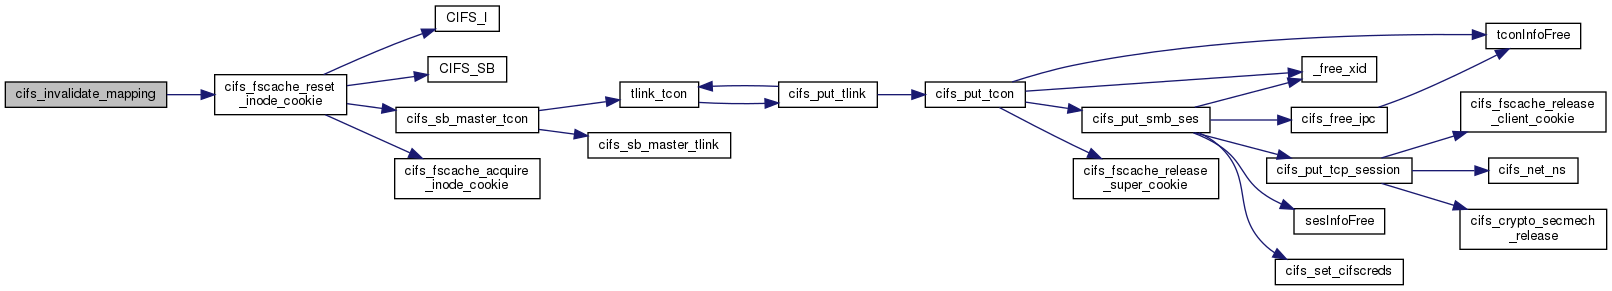 cifs_invalidate_mapping
cifs_fscache_reset
_inode_cookie
CIFS_I
CIFS_SB
cifs_sb_master_tcon
cifs_fscache_acquire
_inode_cookie
tlink_tcon
cifs_sb_master_tlink
cifs_put_tlink
cifs_put_tcon
cifs_put_smb_ses
cifs_fscache_release
_super_cookie
tconInfoFree
_free_xid
cifs_free_ipc
cifs_put_tcp_session
sesInfoFree
cifs_set_cifscreds
cifs_fscache_release
_client_cookie
cifs_net_ns
cifs_crypto_secmech
_release